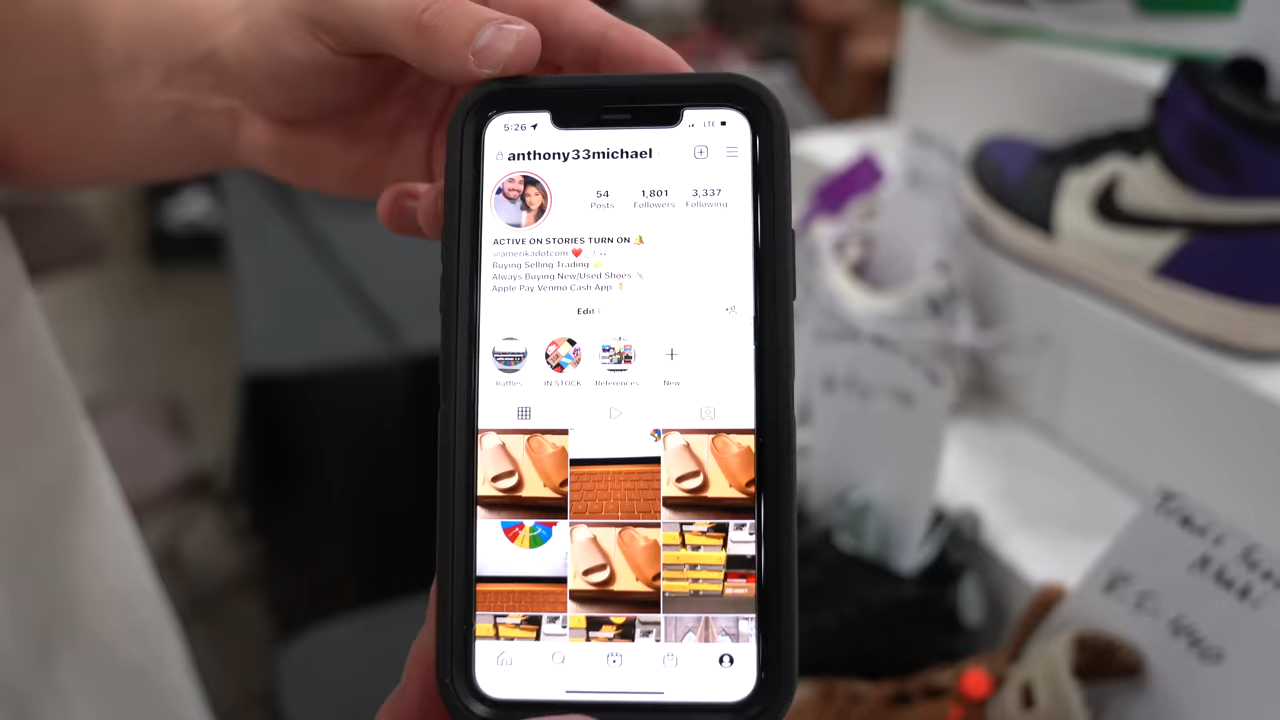 5:26
LTE
anthony33michael
54
1,801
3,337
Posts
Followers
Following
ACTIVE ON STORIES TURN ON 🔔
@amerikadotcom ❤️
Buying Selling Trading
Always Buying New/Used Shoes
Apple Pay Venmo Cash App
Edit
Raffles
IN STOCK
References
New